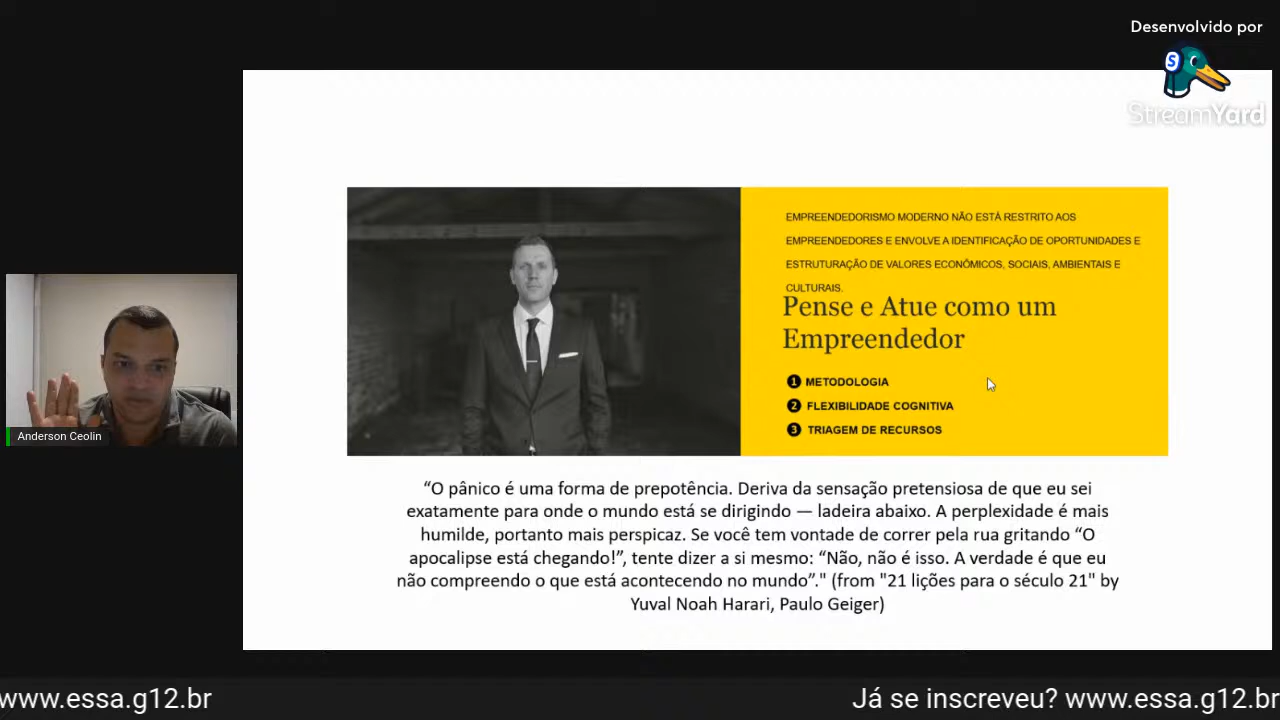 Desenvolvido por
S
StreamYard
EMPREENDEDORISMO MODERNO NÃO ESTÁ RESTRITO AOS
EMPREENDEDORES E ENVOLVE A IDENTIFICAÇÃO DE OPORTUNIDADES E
ESTRUTURAÇÃO DE VALORES ECONÔMICOS, SOCIAIS, AMBIENTAIS E
CULTURAIS.
Pense e Atue como um
Empreendedor
1 METODOLOGIA
2 FLEXIBILIDADE COGNITIVA
3 TRIAGEM DE RECURSOS
Anderson Ceolin
“O pânico é uma forma de prepotência. Deriva da sensação pretensiosa de que eu sei
exatamente para onde o mundo está se dirigindo — ladeira abaixo. A perplexidade é mais
humilde, portanto mais perspicaz. Se você tem vontade de correr pela rua gritando “O
apocalipse está chegando!”, tente dizer a si mesmo: “Não, não é isso. A verdade é que eu
não compreendo o que está acontecendo no mundo”." (from "21 lições para o século 21" by
Yuval Noah Harari, Paulo Geiger)
www.essa.g12.br
Já se inscreveu? www.essa.g12.br